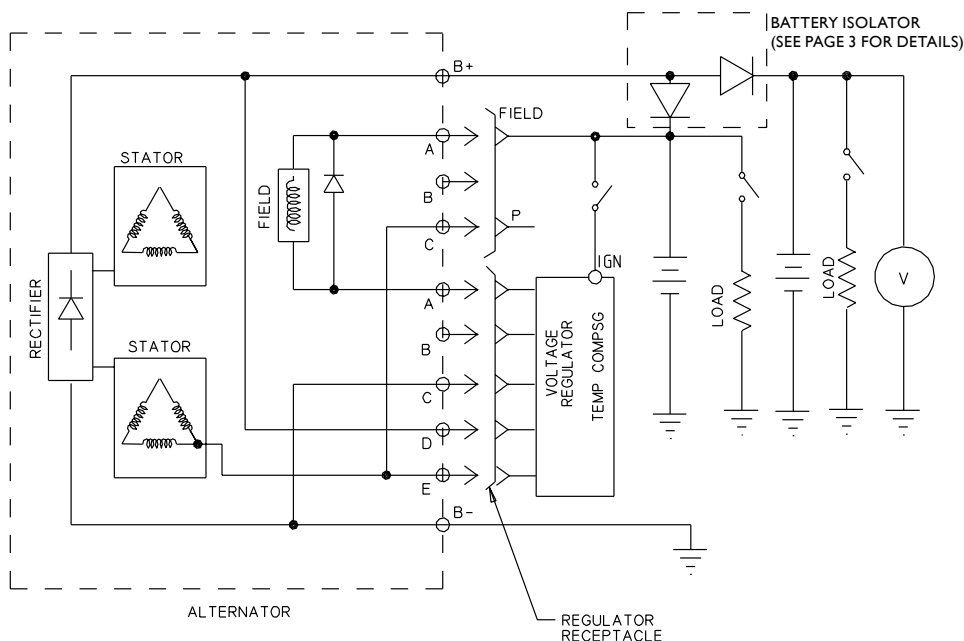 BATTERY ISOLATOR
(SEE PAGE 3 FOR DETAILS)
B+
FIELD
A
STATOR
B
FIELD
P
C
IGN
A
RECTIFIER
B
VOLTAGE
REGULATOR
TEMP COMPSG
LOAD
LOAD
V
STATOR
C
D
E
B-
ALTERNATOR
REGULATOR
RECEPTACLE